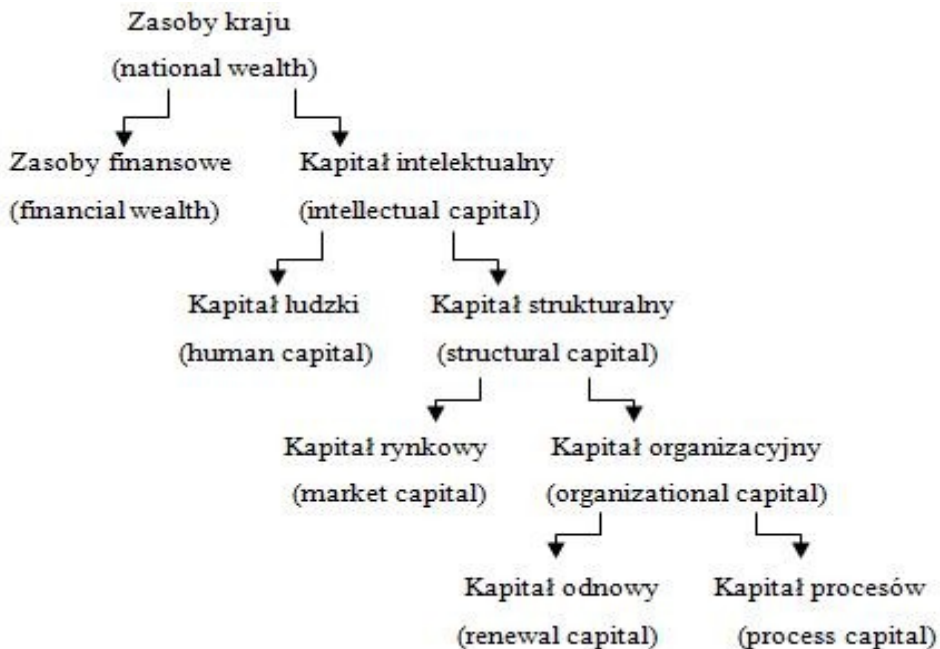 Zasoby kraju
(national wealth)
Zasoby finansowe
(financial wealth)
Kapitał intelektualny
(intellectual capital)
Kapitał ludzki
(human capital)
Kapitał strukturalny
(structural capital)
Kapitał rynkowy
(market capital)
Kapitał organizacyjny
(organizational capital)
Kapitał odnowy
(renewal capital)
Kapitał procesów
(process capital)